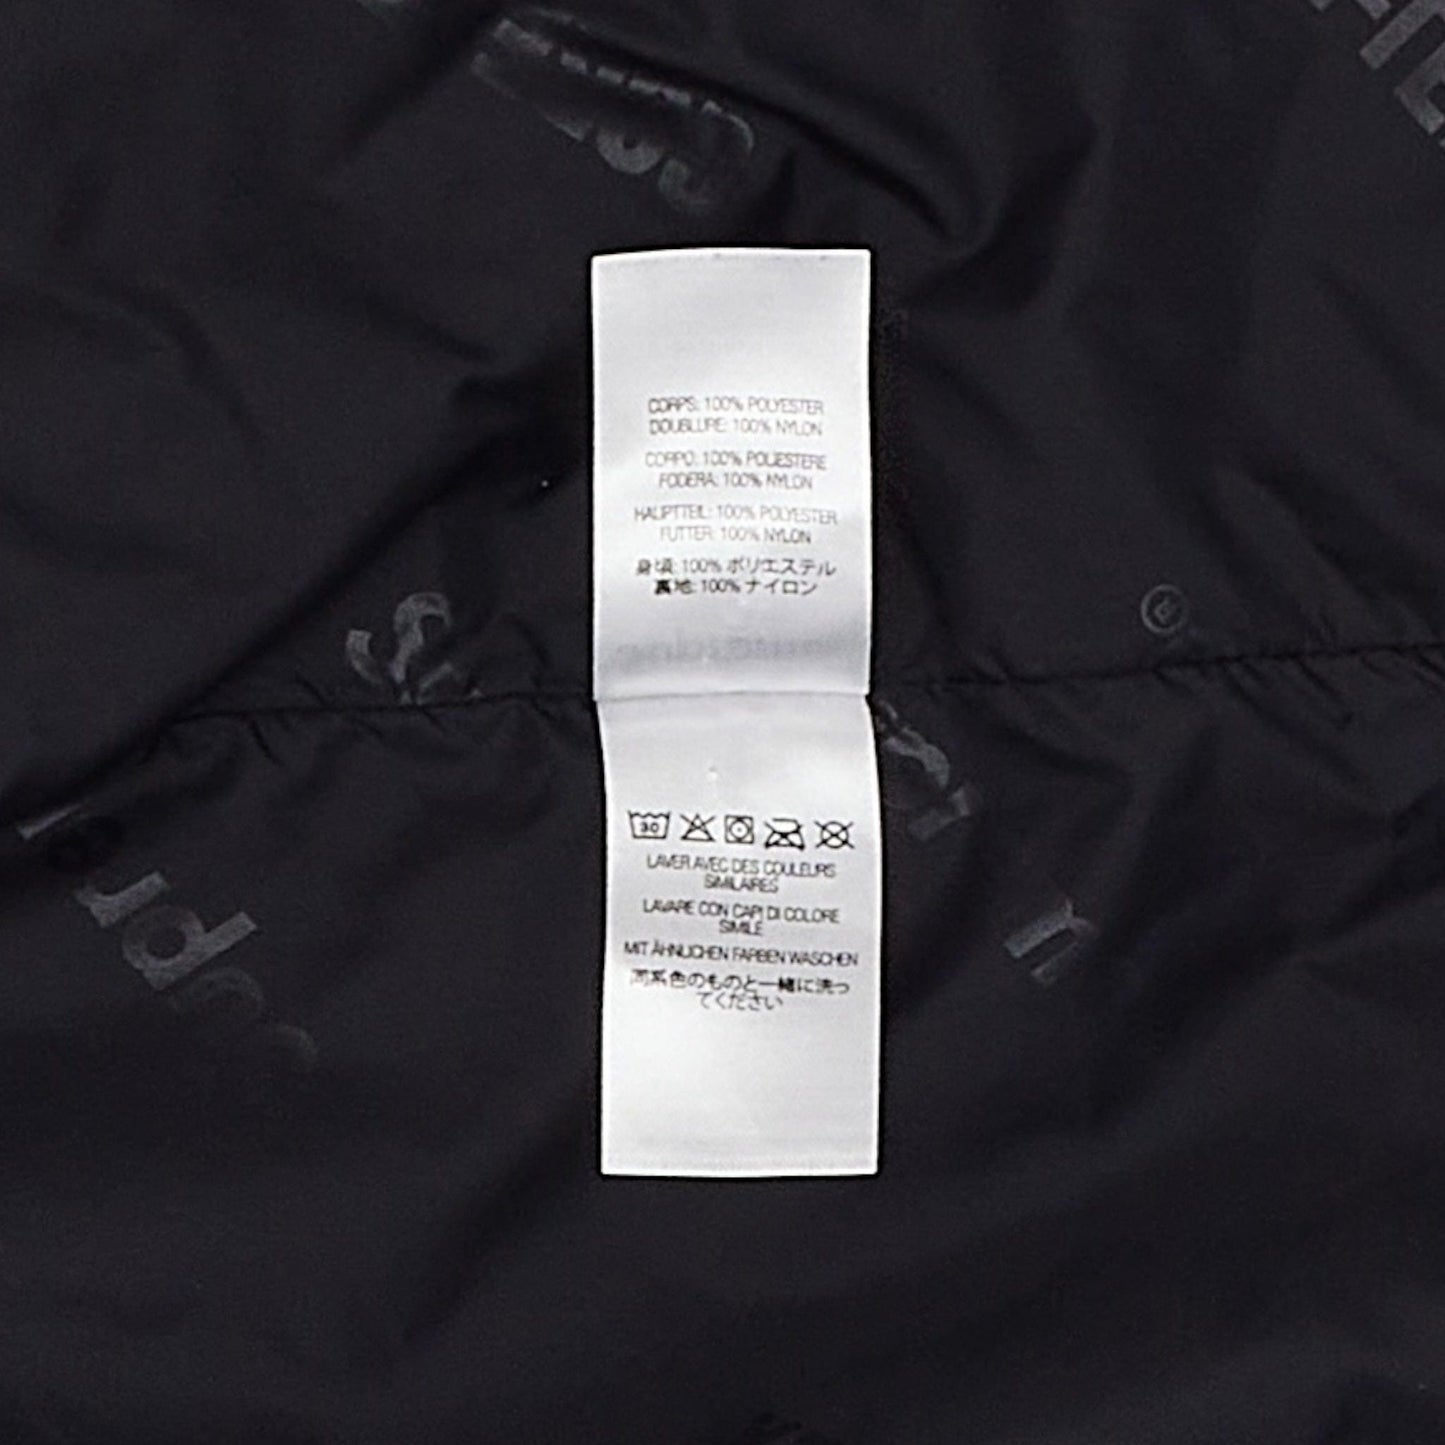 CORPS: 100% POLYESTER
DOUBLURE: 100% NYLON
CORPO: 100% POLIESTERE
FODERA: 100% NYLON
HAUPTTEIL: 100% POLYESTER
FUTTER: 100% NYLON
身頃: 100% ポリエステル
裏地: 100% ナイロン
30
LAVER AVEC DES COULEURS
SIMILAIRES
LAVARE CON CAPI DI COLORE
SIMILE
MIT ÄHNLICHEN FARBEN WASCHEN
同系色のものと一緒に洗っ
てください